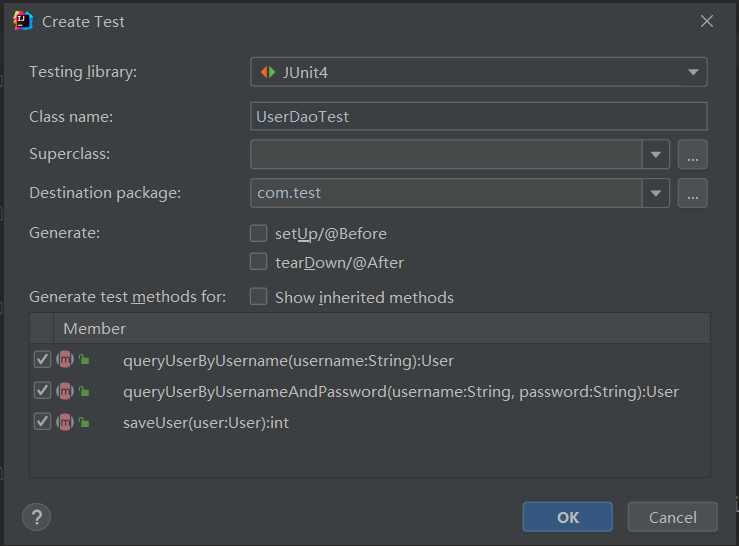 Create Test
Testing library:
JUnit4
Class name:
UserDaoTest
Superclass:
...
Destination package:
com.test
...
Generate:
setUp/@Before
tearDown/@After
Generate test methods for:
Show inherited methods
Member
queryUserByUsername(username:String):User
queryUserByUsernameAndPassword(username:String, password:String):User
saveUser(user:User):int
?
OK
Cancel